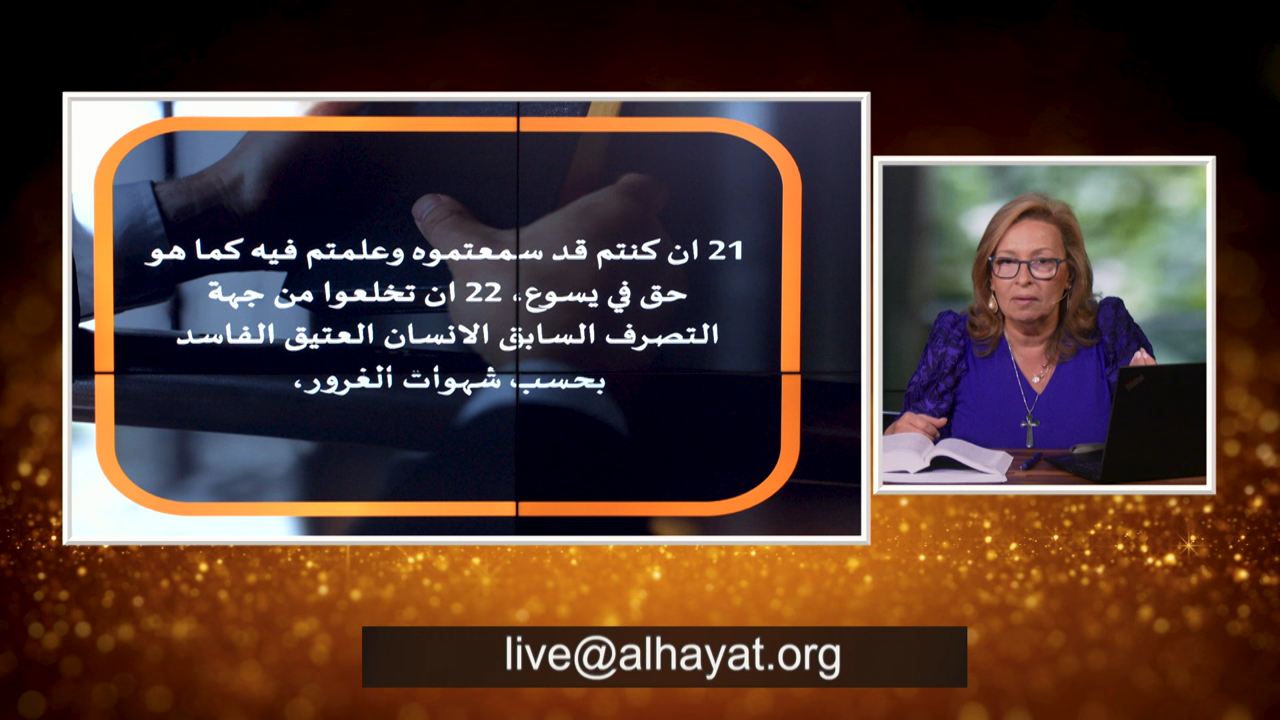 21 ان كنتم قد سمعتموه وعلمتم فيه كما هو
حق في يسوع، 22 ان تخلعوا من جهة
التصرف السابق الانسان العتيق الفاسد
بحسب شهوات الغرور،
live@alhayat.org